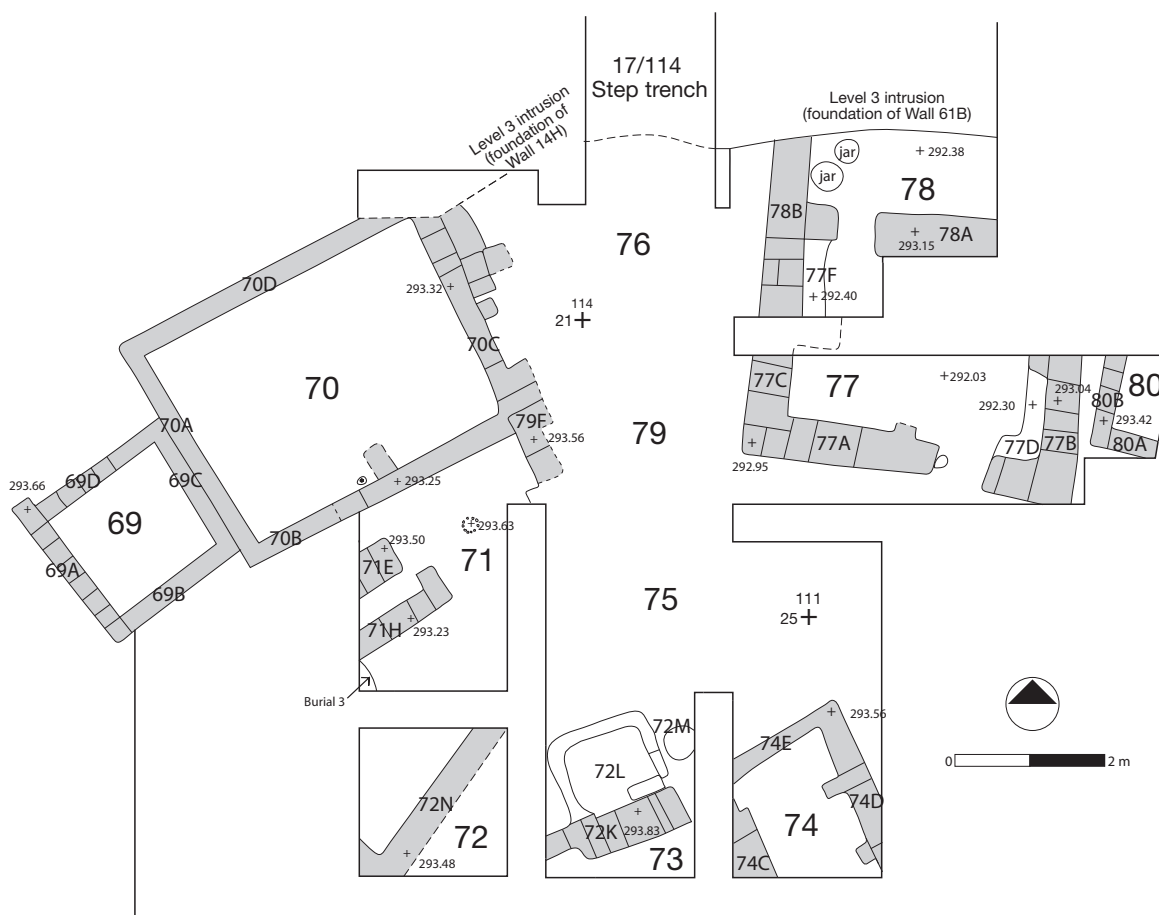 17/114
Step trench
Level 3 intrusion
(foundation of
Wall 14H)
Level 3 intrusion
(foundation of Wall 61B)
jar
jar
292.38
78
78B
78A
293.15
76
77F
292.40
70D
293.32
114
21
70C
70
77C
77
292.03
293.04
80
80B
292.30
293.42
70A
79F
293.56
79
77A
77D
77B
80A
292.95
69D
69C
293.66
293.25
69
70B
293.63
293.50
71
71E
69A
69B
75
111
25
71H
293.23
Burial 3
72M
293.56
74E
72L
0
2 m
72N
74D
72K
293.83
72
74
293.48
73
74C